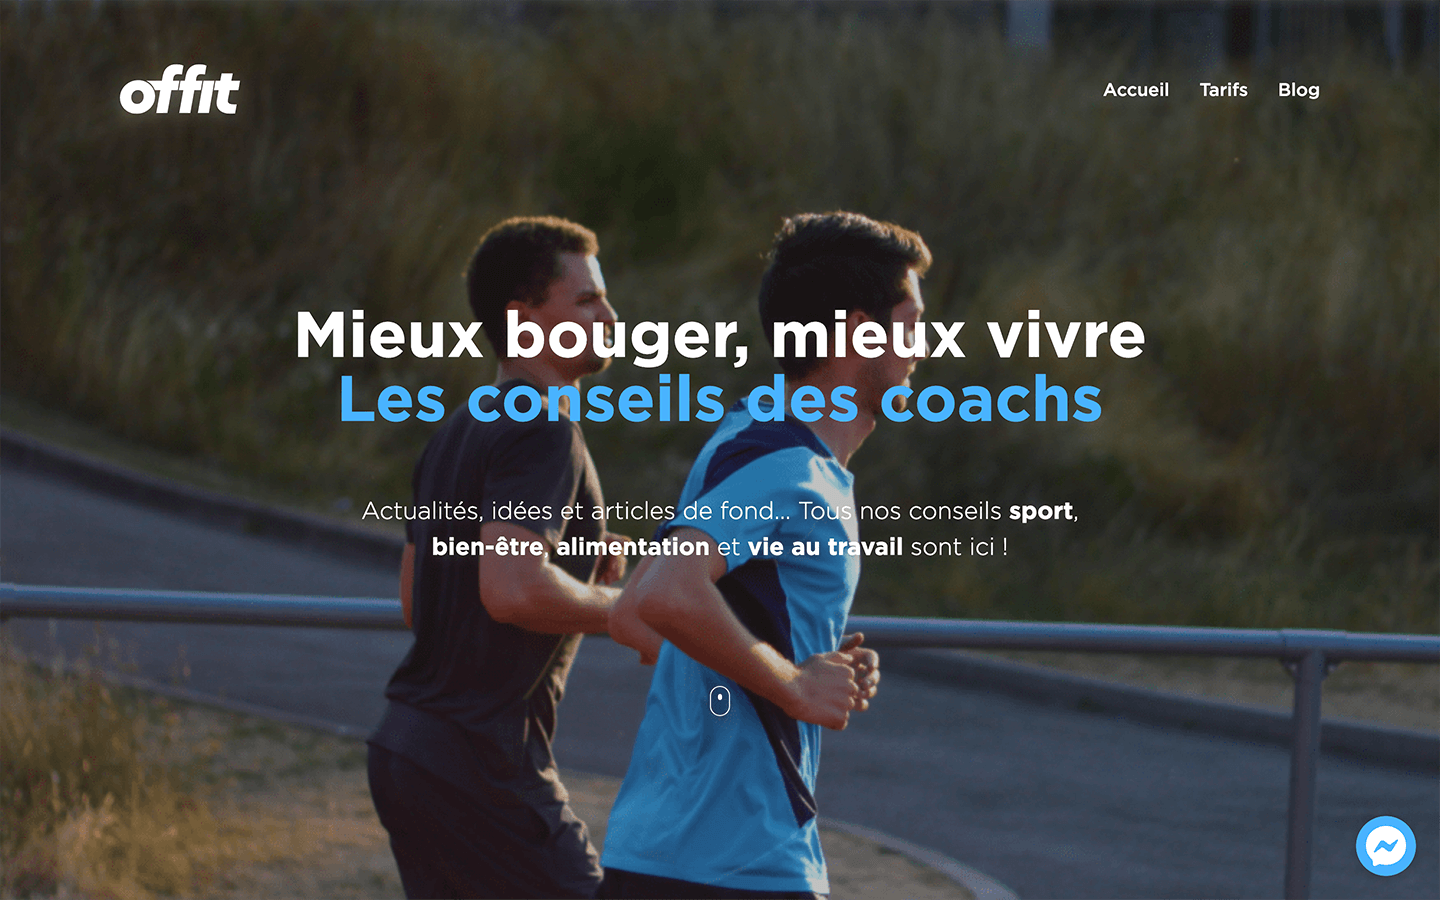 offit
Accueil Tarifs Blog
Mieux bouger, mieux vivre
Les conseils des coachs
Actualités, idées et articles de fond... Tous nos conseils sport,
bien-être, alimentation et vie au travail sont ici !